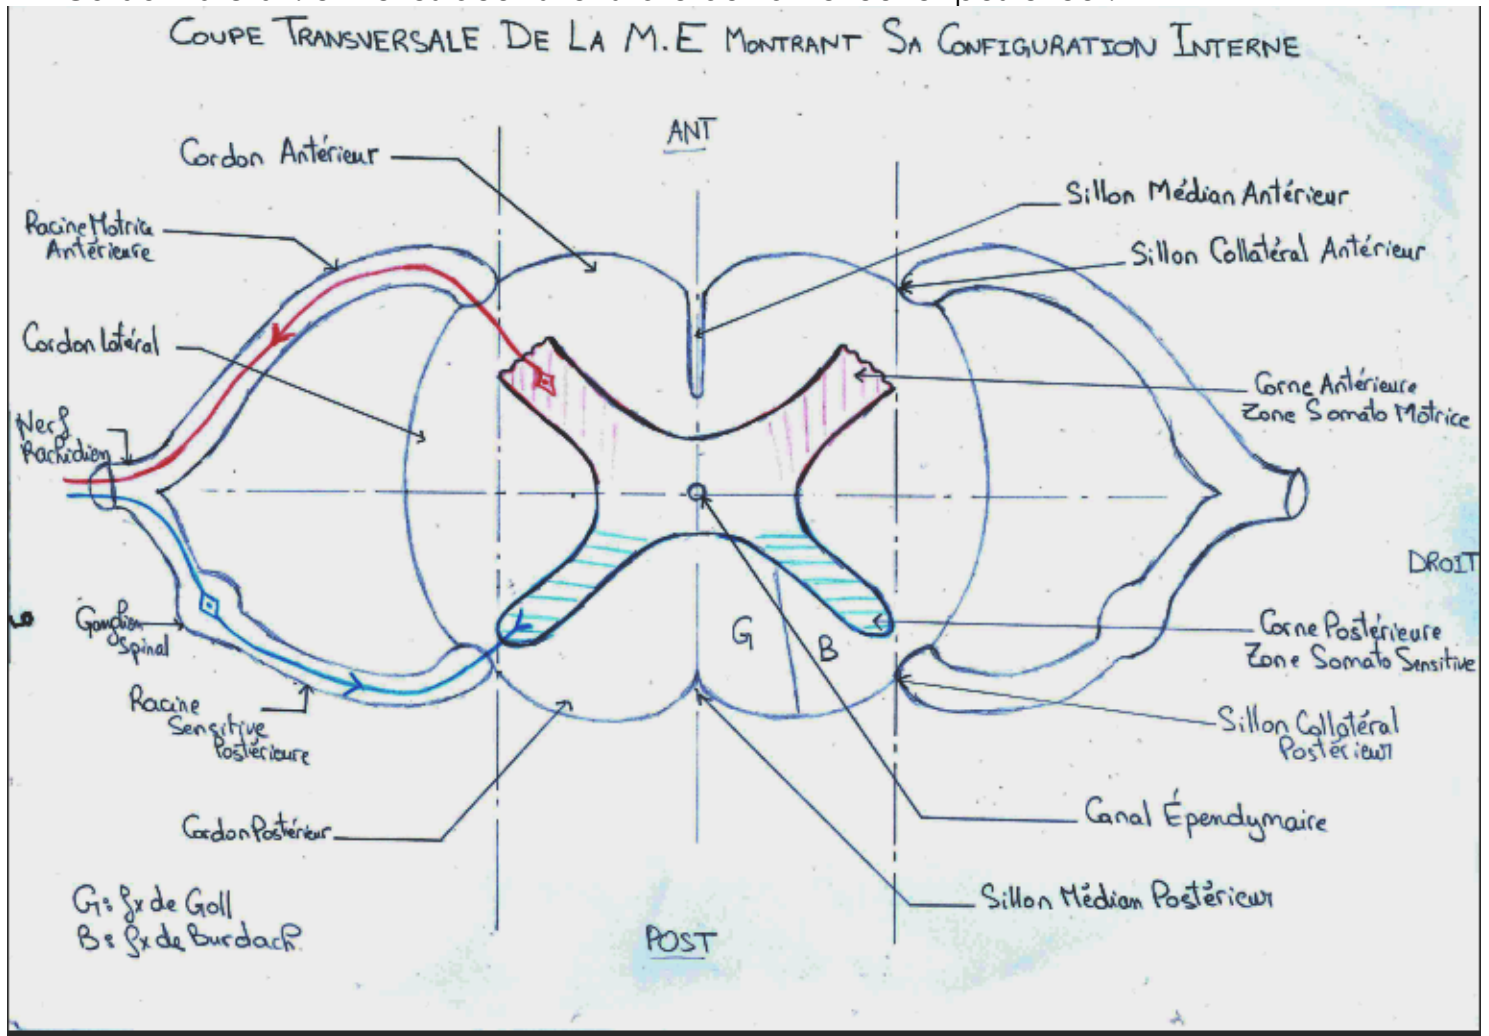 COUPE TRANSVERSALE DE LA M.E MONTRANT SA CONFIGURATION INTERNE
ANT
Cordon Antérieur
Sillon Médian Antérieur
Racine Motrice
Antérieure
Sillon Collatéral Antérieur
Cordon latéral
Corne Antérieure
Zone Somato Motrice
Nerf
Rachidien
DROIT
Ganglion
Spinal
G
B
Corne Postérieure
Zone Somato Sensitive
Racine
Sensitive
Postérieure
Sillon Collatéral
Postérieur
Cordon Postérieur
Canal Épendymaire
Sillon Médian Postérieur
G: fx de Goll
B: fx de Burdach.
POST